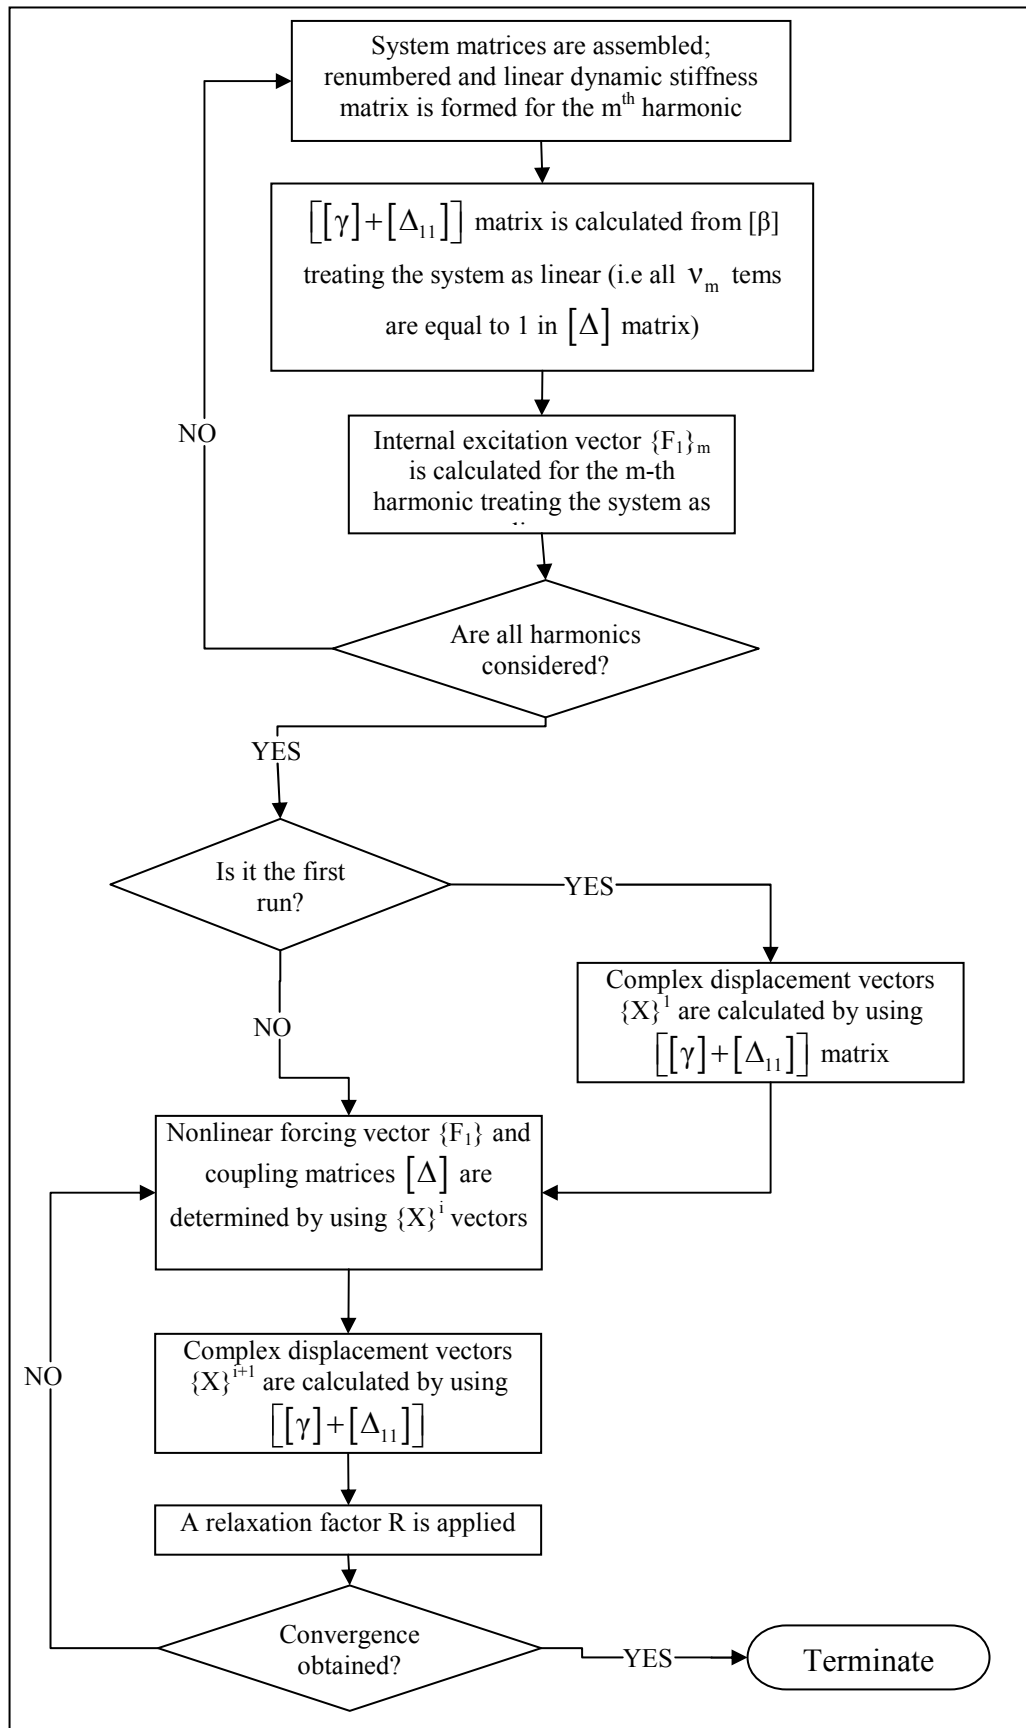 System matrices are assembled;
renumbered and linear dynamic stiffness
matrix is formed for the mth harmonic
[[γ]+[Δ11]] matrix is calculated from [β]
treating the system as linear (i.e all νm tems
are equal to 1 in [Δ] matrix)
NO
Internal excitation vector {F1}m
is calculated for the m-th
harmonic treating the system as
Are all harmonics
considered?
YES
Is it the first
run?
YES
Complex displacement vectors
{X}1 are calculated by using
[[γ]+[Δ11]] matrix
NO
Nonlinear forcing vector {F1} and
coupling matrices [Δ] are
determined by using {X}i vectors
Complex displacement vectors
{X}i+1 are calculated by using
[[γ]+[Δ11]]
NO
A relaxation factor R is applied
Convergence
obtained?
YES
Terminate